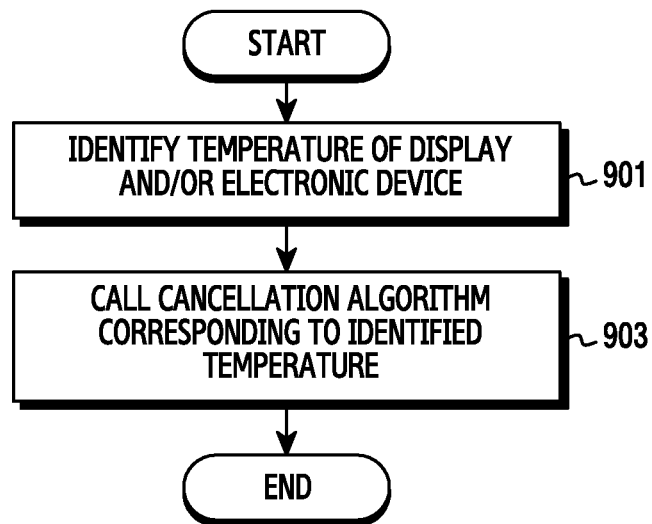 START
IDENTIFY TEMPERATURE OF DISPLAY
AND/OR ELECTRONIC DEVICE
901
CALL CANCELLATION ALGORITHM
CORRESPONDING TO IDENTIFIED
TEMPERATURE
903
END